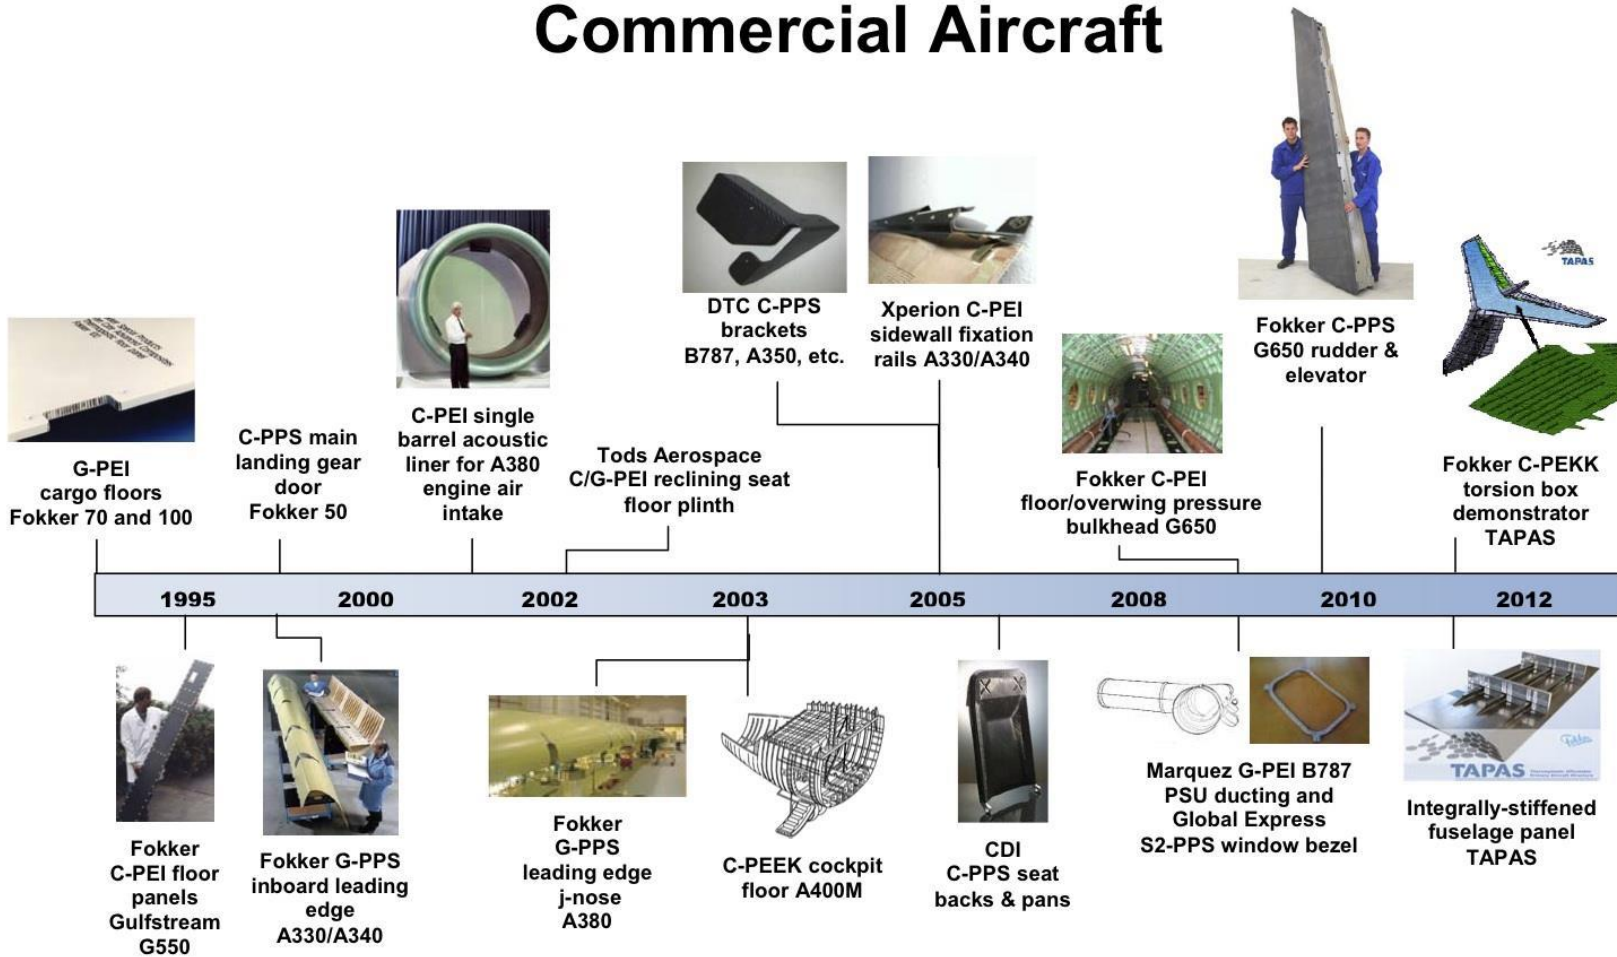 Commercial Aircraft
G-PEI
cargo floors
Fokker 70 and 100
C-PPS main
landing gear
door
Fokker 50
C-PEI single
barrel acoustic
liner for A380
engine air
intake
Tods Aerospace
C/G-PEI reclining seat
floor plinth
DTC C-PPS
brackets
B787, A350, etc.
Xperion C-PEI
sidewall fixation
rails A330/A340
Fokker C-PEI
floor/overwing pressure
bulkhead G650
Fokker C-PPS
G650 rudder &
elevator
TAPAS
Fokker C-PEKK
torsion box
demonstrator
TAPAS
1995 2000 2002 2003 2005 2008 2010 2012
Fokker
C-PEI floor
panels
Gulfstream
G550
Fokker G-PPS
inboard leading
edge
A330/A340
Fokker
G-PPS
leading edge
j-nose
A380
C-PEEK cockpit
floor A400M
CDI
C-PPS seat
backs & pans
Marquez G-PEI B787
PSU ducting and
Global Express
S2-PPS window bezel
Fokker
TAPAS
Integrally-stiffened
fuselage panel
TAPAS